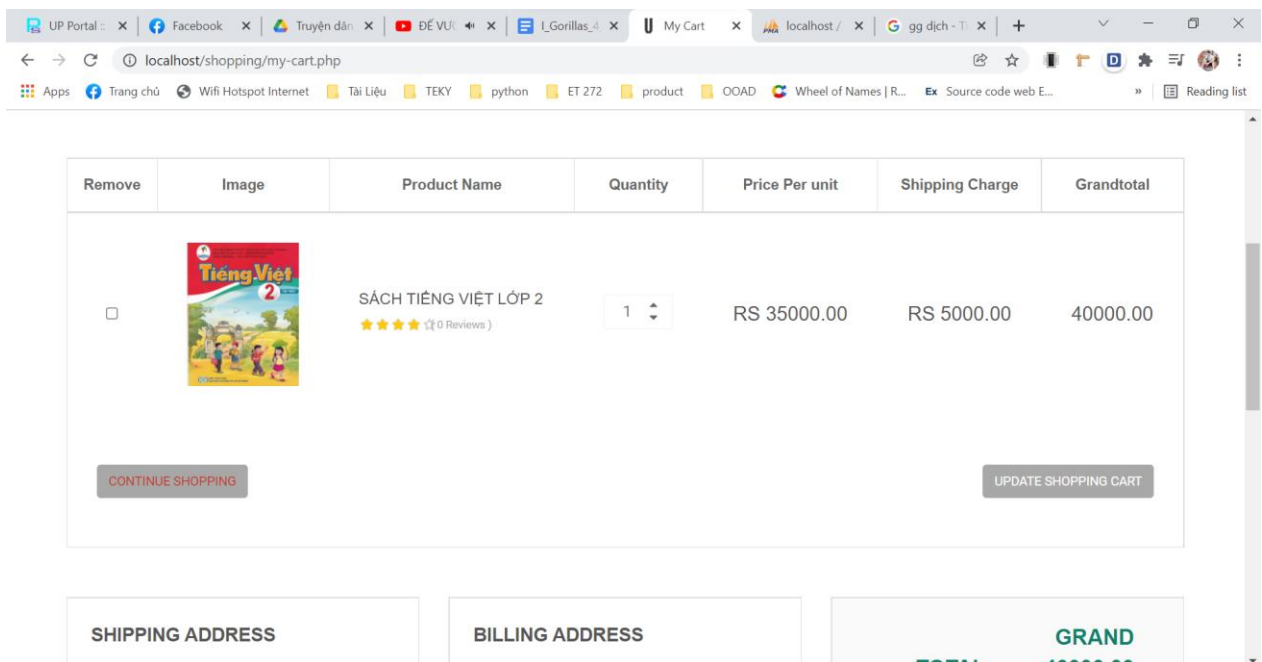 UP Portal ::
Facebook
Truyện dân
ĐẾ VƯƠ
I_Gorillas_4
My Cart
localhost /
gg dịch - Ti
localhost/shopping/my-cart.php
Apps Trang chủ Wifi Hotspot Internet Tài Liệu TEKY python ET 272 product OOAD Wheel of Names | R... Ex Source code web E... » Reading list
Remove Image Product Name Quantity Price Per unit Shipping Charge Grandtotal
Tiếng Việt
2
SÁCH TIẾNG VIỆT LỚP 2
( 0 Reviews )
1
RS 35000.00 RS 5000.00 40000.00
CONTINUE SHOPPING UPDATE SHOPPING CART
SHIPPING ADDRESS BILLING ADDRESS GRAND